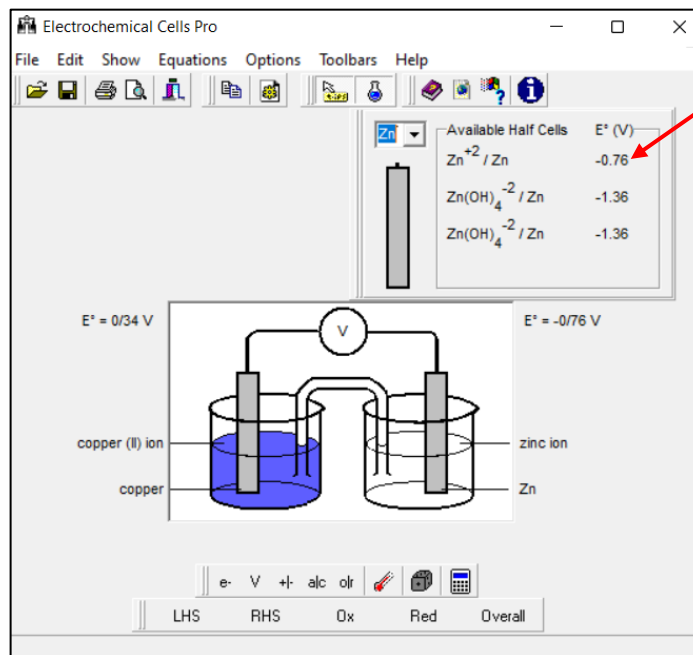 Electrochemical Cells Pro
File Edit Show Equations Options Toolbars Help
Zn
Available Half Cells E° (V)
Zn+2 / Zn -0.76
Zn(OH)4-2 / Zn -1.36
Zn(OH)4-2 / Zn -1.36
E° = 0/34 V
E° = -0/76 V
V
copper (II) ion
zinc ion
copper
Zn
e- V +|- a|c o|r
LHS RHS Ox Red Overall